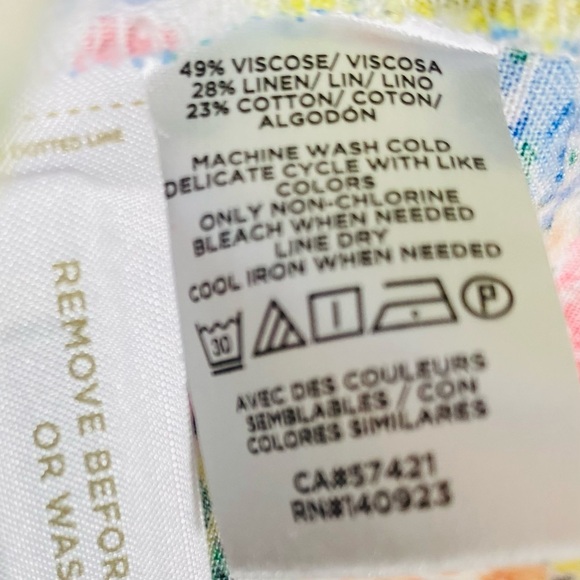 49% VISCOSE/ VISCOSA
28% LINEN/ LIN/ LINO
23% COTTON/ COTON/
ALGODÓN
MACHINE WASH COLD
DELICATE CYCLE WITH LIKE
COLORS
ONLY NON-CHLORINE
BLEACH WHEN NEEDED
LINE DRY
COOL IRON WHEN NEEDED
30 P
AVEC DES COULEURS
SEMBLABLES / CON
COLORES SIMILARES
CA#57421
RN#140923
DOTTED LINE
REMOVE BEFOR
OR WAS